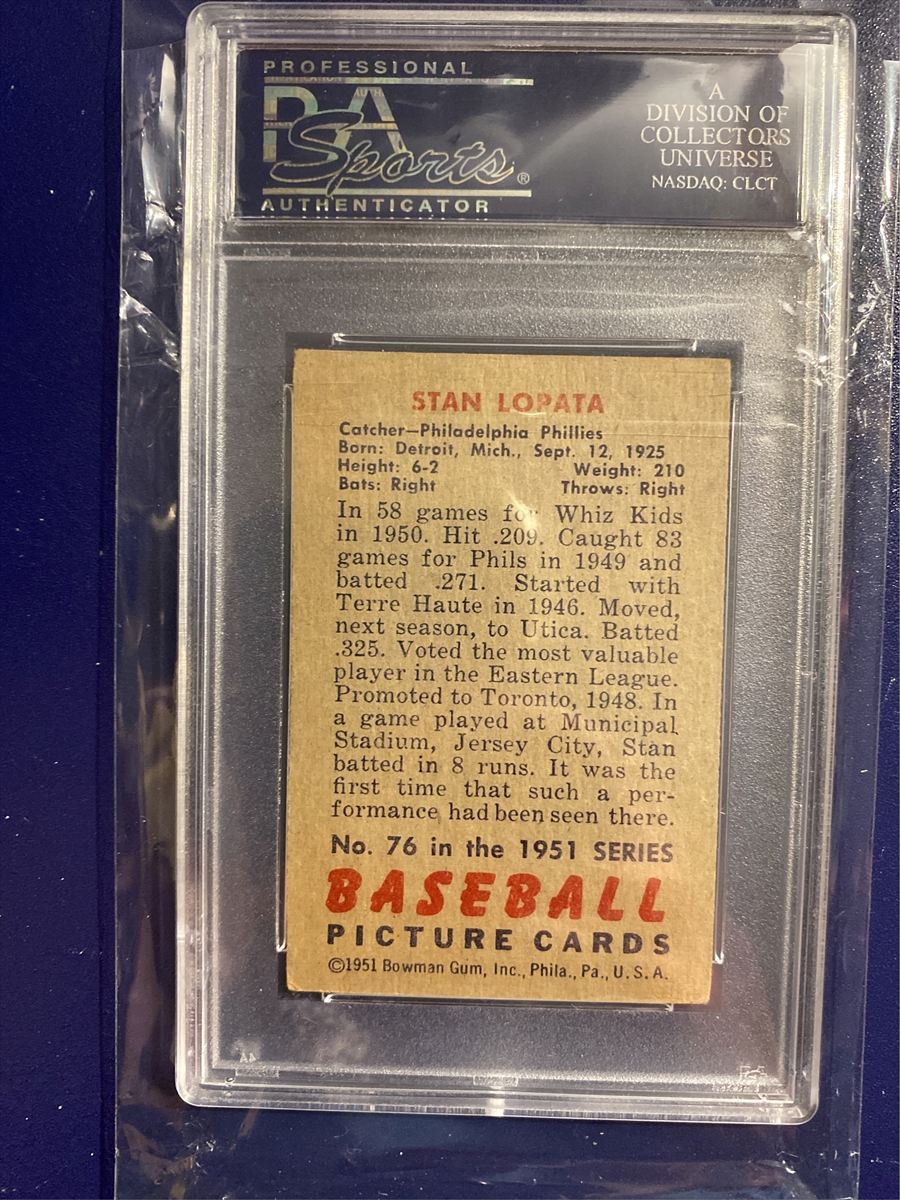 PROFESSIONAL
PSA
Sports®
AUTHENTICATOR
A
DIVISION OF
COLLECTORS
UNIVERSE
NASDAQ: CLCT
STAN LOPATA
Catcher—Philadelphia Phillies
Born: Detroit, Mich., Sept. 12, 1925
Height: 6-2 Weight: 210
Bats: Right Throws: Right
In 58 games for Whiz Kids
in 1950. Hit .209. Caught 83
games for Phils in 1949 and
batted .271. Started with
Terre Haute in 1946. Moved,
next season, to Utica. Batted
.325. Voted the most valuable
player in the Eastern League.
Promoted to Toronto, 1948. In
a game played at Municipal
Stadium, Jersey City, Stan
batted in 8 runs. It was the
first time that such a per-
formance had been seen there.
No. 76 in the 1951 SERIES
BASEBALL
PICTURE CARDS
©1951 Bowman Gum, Inc., Phila., Pa., U.S.A.